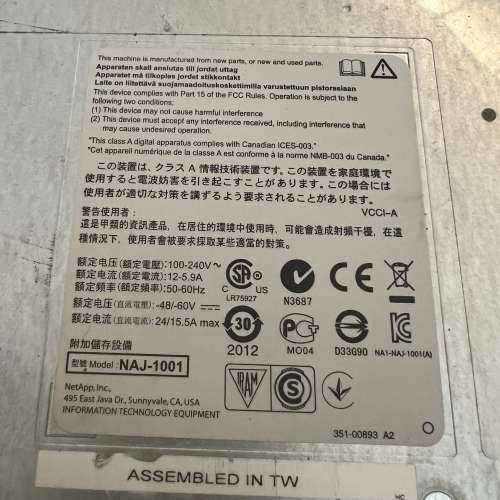 This machine is manufactured from new parts, or new and used parts.
Apparaten skall anslutas till jordat uttag
Apparatet må tilkoples jordet stikkontakt
Laite on liitettävä suojamaadoituskoskettimilla varustettuun pistorasiaan
This device complies with Part 15 of the FCC Rules. Operation is subject to the
following two conditions:
(1) This device may not cause harmful interference
(2) This device must accept any interference received, including interference that
may cause undesired operation.
"This class A digital apparatus complies with Canadian ICES-003."
"Cet appareil numérique de la classe A est conforme à la norme NMB-003 du Canada."
この装置は、クラス A 情報技術装置です。この装置を家庭環境で
使用すると電波妨害を引き起こすことがあります。この場合には
使用者が適切な対策を講ずるよう要求されることがあります。
VCCI-A
警告使用者：
這是甲類的資訊產品，在居住的環境中使用時，可能會造成射頻干擾，在這
種情況下，使用者會被要求採取某些適當的對策。
额定电压(額定電壓):100-240V~
额定电流(額定電流):12-5.9A
额定频率(額定頻率):50-60Hz
额定电压(直流電壓):-48/-60V
额定电流(直流電流):24/15.5A max
C SA US
LR75927
N3687
CE
30
2012
MO04
D33G90
NA1-NAJ-1001(A)
附加儲存設備
型號 Model: NAJ-1001
NetApp, Inc.,
495 East Java Dr., Sunnyvale, CA, USA
INFORMATION TECHNOLOGY EQUIPMENT
IRAM
S
351-00893 A2
ASSEMBLED IN TW